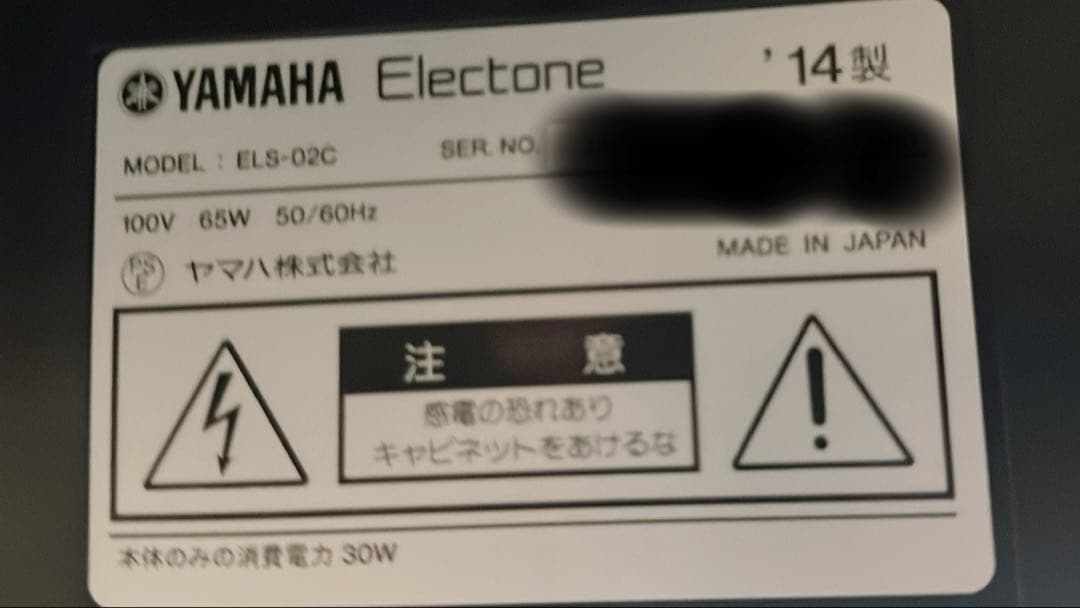 YAMAHA Electone '14製
MODEL : ELS-02C SER. NO.
100V 65W 50/60Hz
PS E ヤマハ株式会社 MADE IN JAPAN
注 意
感電の恐れあり
キャビネットをあけるな
本体のみの消費電力 30W